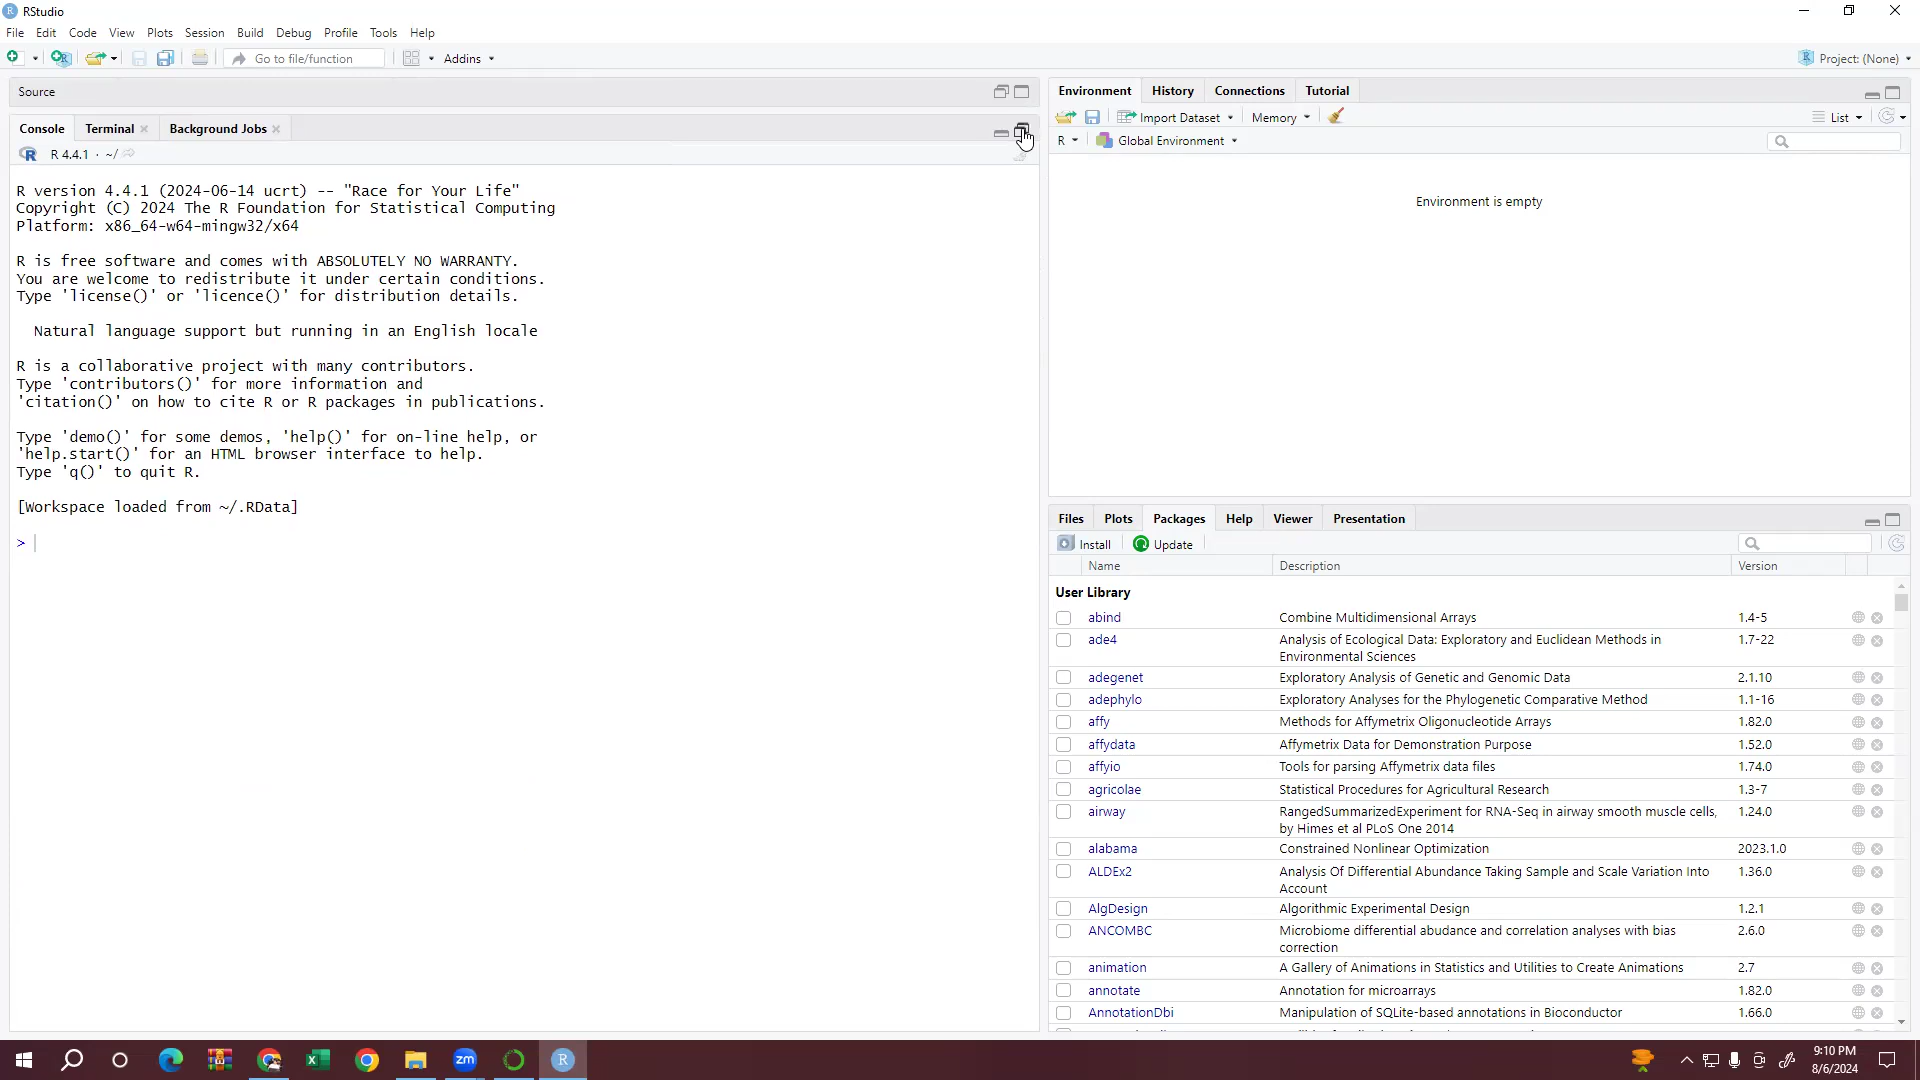 RStudio
File Edit Code View Plots Session Build Debug Profile Tools Help
Go to file/function Addins Project: (None)
Source
Console Terminal Background Jobs
R 4.4.1 · ~/
R version 4.4.1 (2024-06-14 ucrt) -- "Race for Your Life"
Copyright (C) 2024 The R Foundation for Statistical Computing
Platform: x86_64-w64-mingw32/x64
R is free software and comes with ABSOLUTELY NO WARRANTY.
You are welcome to redistribute it under certain conditions.
Type 'license()' or 'licence()' for distribution details.
Natural language support but running in an English locale
R is a collaborative project with many contributors.
Type 'contributors()' for more information and
'citation()' on how to cite R or R packages in publications.
Type 'demo()' for some demos, 'help()' for on-line help, or
'help.start()' for an HTML browser interface to help.
Type 'q()' to quit R.
[Workspace loaded from ~/.RData]
>
Environment History Connections Tutorial
Import Dataset Memory List
R Global Environment
Environment is empty
Files Plots Packages Help Viewer Presentation
Install Update
Name Description Version
User Library
abind Combine Multidimensional Arrays 1.4-5
ade4 Analysis of Ecological Data: Exploratory and Euclidean Methods in 1.7-22
Environmental Sciences
adegenet Exploratory Analysis of Genetic and Genomic Data 2.1.10
adephylo Exploratory Analyses for the Phylogenetic Comparative Method 1.1-16
affy Methods for Affymetrix Oligonucleotide Arrays 1.82.0
affydata Affymetrix Data for Demonstration Purpose 1.52.0
affyio Tools for parsing Affymetrix data files 1.74.0
agricolae Statistical Procedures for Agricultural Research 1.3-7
airway RangedSummarizedExperiment for RNA-Seq in airway smooth muscle cells, 1.24.0
by Himes et al PLoS One 2014
alabama Constrained Nonlinear Optimization 2023.1.0
ALDEx2 Analysis Of Differential Abundance Taking Sample and Scale Variation Into 1.36.0
Account
AlgDesign Algorithmic Experimental Design 1.2.1
ANCOMBC Microbiome differential abudance and correlation analyses with bias 2.6.0
correction
animation A Gallery of Animations in Statistics and Utilities to Create Animations 2.7
annotate Annotation for microarrays 1.82.0
AnnotationDbi Manipulation of SQLite-based annotations in Bioconductor 1.66.0
zm R
9:10 PM
8/6/2024